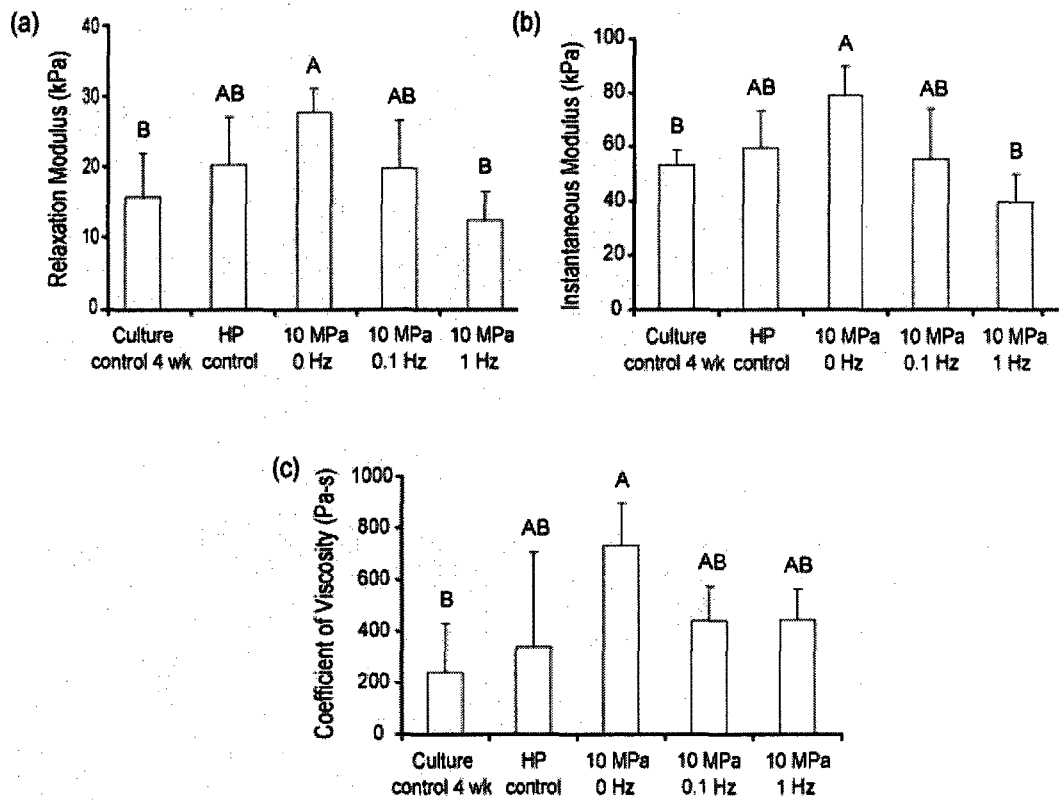 (a)
Relaxation Modulus (kPa)
40
30
20
10
0
B
AB
A
AB
B
Culture
control 4 wk
HP
control
10 MPa
0 Hz
10 MPa
0.1 Hz
10 MPa
1 Hz
(b)
Instantaneous Modulus (kPa)
100
80
60
40
20
0
B
AB
A
AB
B
Culture
control 4 wk
HP
control
10 MPa
0 Hz
10 MPa
0.1 Hz
10 MPa
1 Hz
(c)
Coefficient of Viscosity (Pa-s)
1000
800
600
400
200
0
B
AB
A
AB
AB
Culture
control 4 wk
HP
control
10 MPa
0 Hz
10 MPa
0.1 Hz
10 MPa
1 Hz